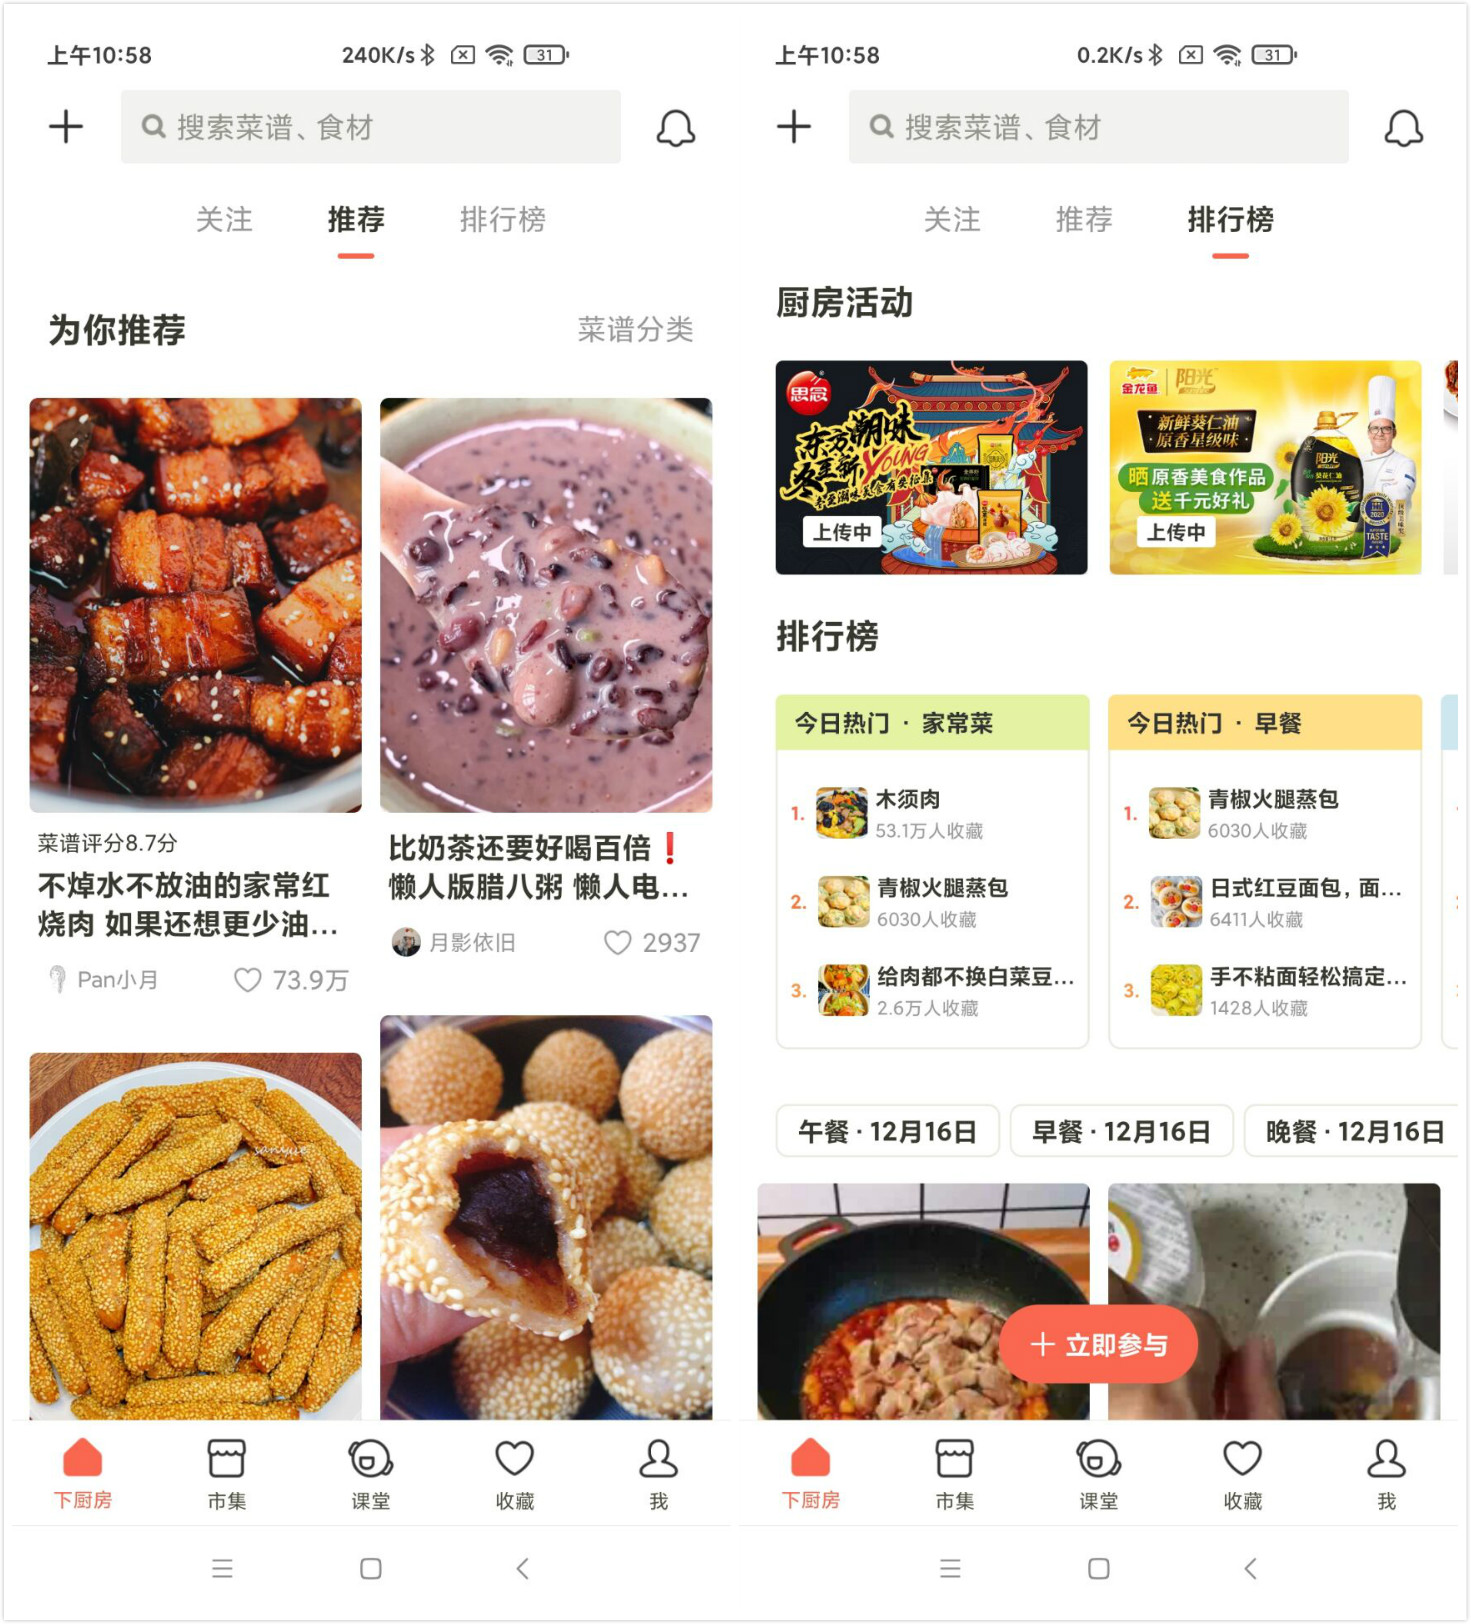 上午10:58
240K/s
31
搜索菜谱、食材
关注
推荐
排行榜
为你推荐
菜谱分类
菜谱评分8.7分
不焯水不放油的家常红
烧肉 如果还想更少油...
Pan小月
73.9万
比奶茶还要好喝百倍❗
懒人版腊八粥 懒人电...
月影依旧
2937
sanyue
下厨房
市集
课堂
收藏
我
上午10:58
0.2K/s
31
搜索菜谱、食材
关注
推荐
排行榜
厨房活动
思念
东方潮味
冬至新YOUNG
上传中
金龙鱼
阳光
新鲜葵仁油
·原香星级味·
晒原香美食作品
送千元好礼
上传中
阳光
葵花仁油
2020
TASTE
排行榜
今日热门 · 家常菜
1.
木须肉
53.1万人收藏
2.
青椒火腿蒸包
6030人收藏
3.
给肉都不换白菜豆...
2.6万人收藏
今日热门 · 早餐
1.
青椒火腿蒸包
6030人收藏
2.
日式红豆面包，面...
6411人收藏
3.
手不粘面轻松搞定...
1428人收藏
午餐 · 12月16日
早餐 · 12月16日
晚餐 · 12月16日
立即参与
下厨房
市集
课堂
收藏
我